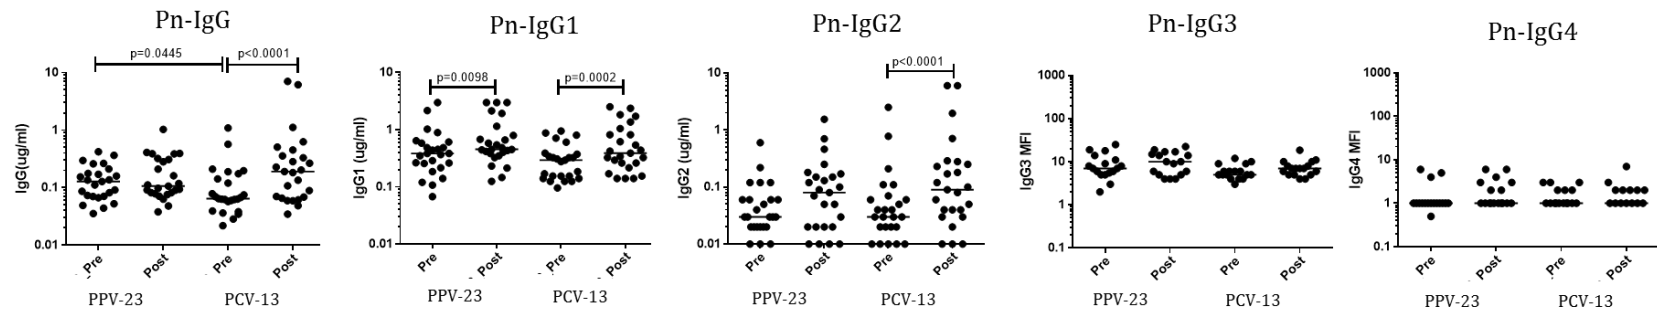 Pn-IgG
p=0.0445
p<0.0001
IgG(ug/ml)
10
1
0.1
0.01
Pre
Post
Pre
Post
PPV-23
PCV-13
Pn-IgG1
p=0.0098
p=0.0002
IgG1 (ug/ml)
10
1
0.1
0.01
Pre
Post
Pre
Post
PPV-23
PCV-13
Pn-IgG2
p<0.0001
IgG2 (ug/ml)
10
1
0.1
0.01
Pre
Post
Pre
Post
PPV-23
PCV-13
Pn-IgG3
IgG3 MFI
1000
100
10
1
0.1
Pre
Post
Pre
Post
PPV-23
PCV-13
Pn-IgG4
IgG4 MFI
1000
100
10
1
0.1
Pre
Post
Pre
Post
PPV-23
PCV-13